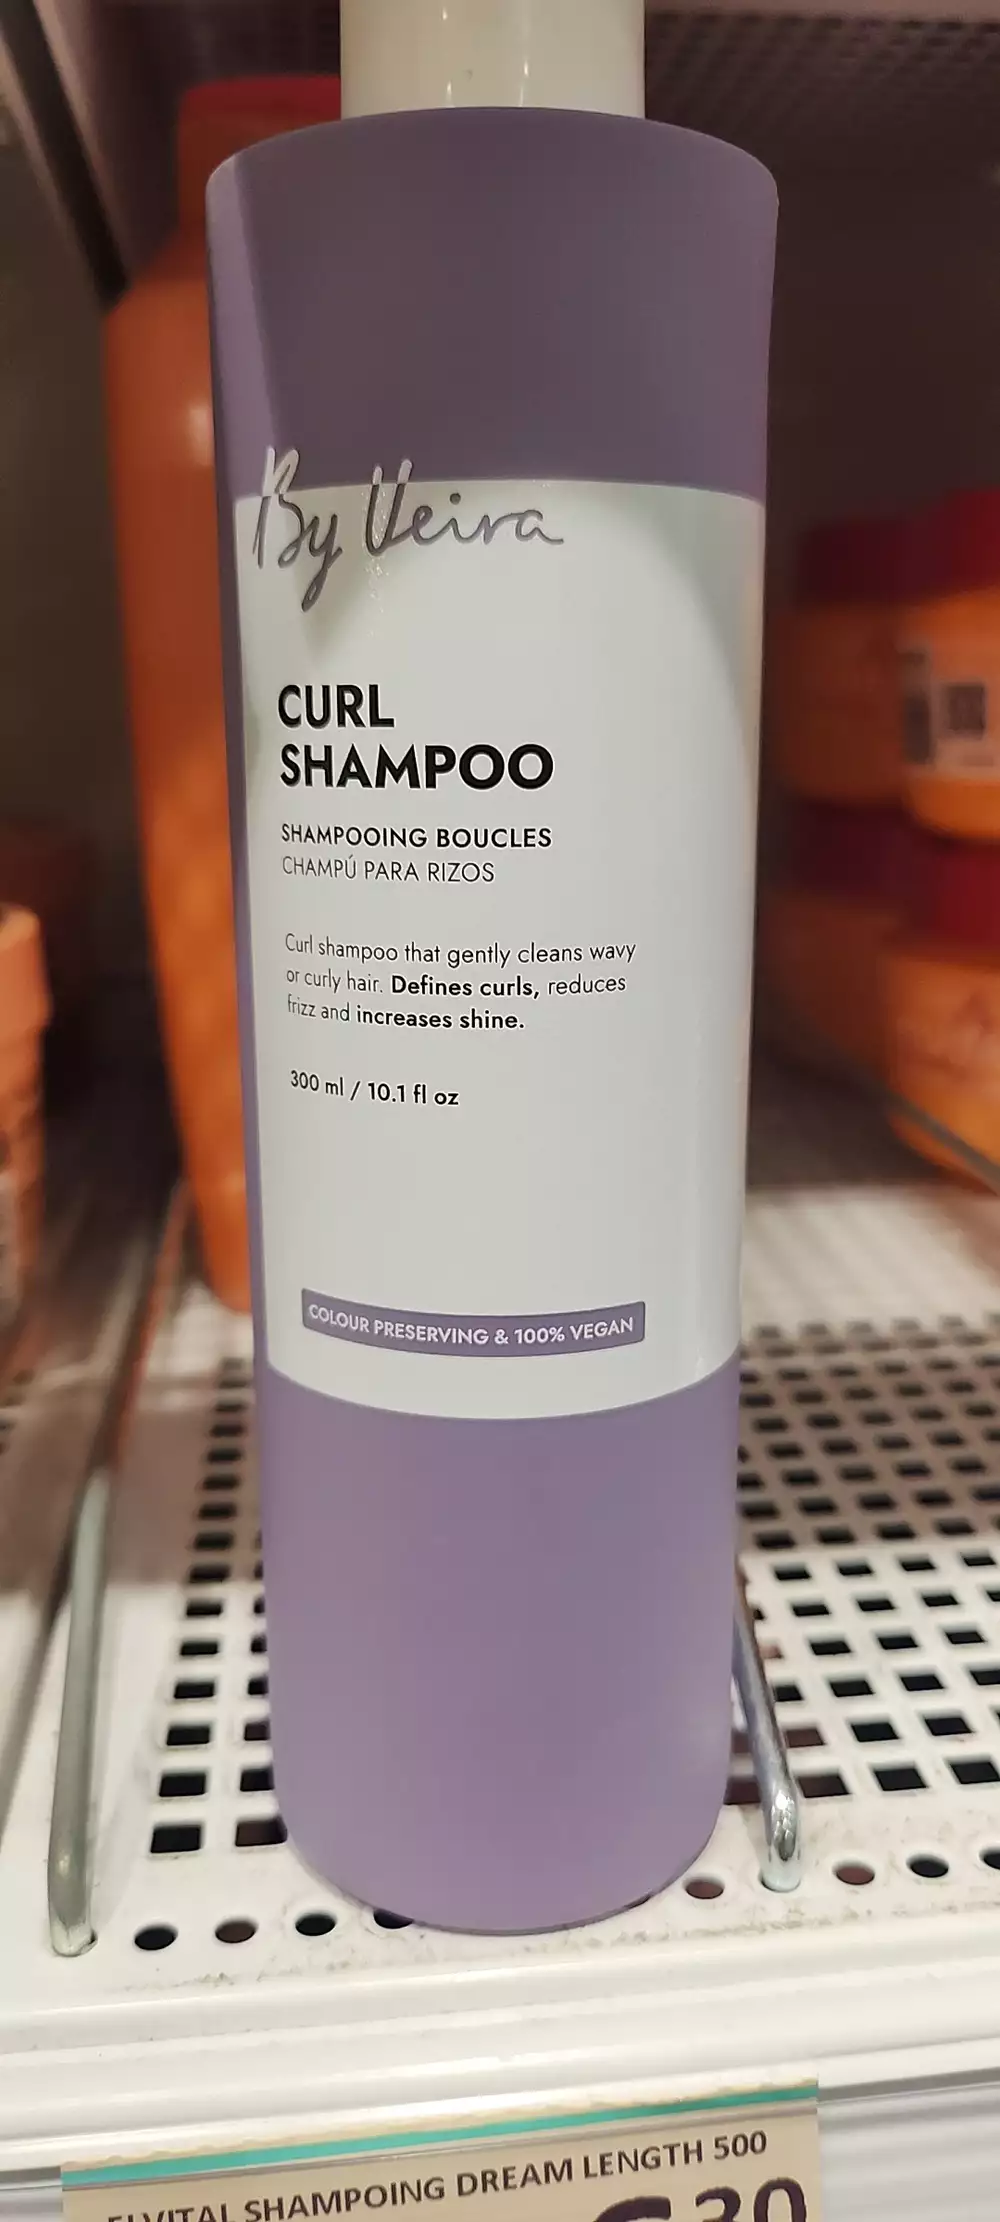 By Veira
CURL
SHAMPOO
SHAMPOOING BOUCLES
CHAMPÚ PARA RIZOS
Curl shampoo that gently cleans wavy
or curly hair. Defines curls, reduces
frizz and increases shine.
300 ml / 10.1 fl oz
COLOUR PRESERVING & 100% VEGAN
ELVITAL SHAMPOING DREAM LENGTH 500
30